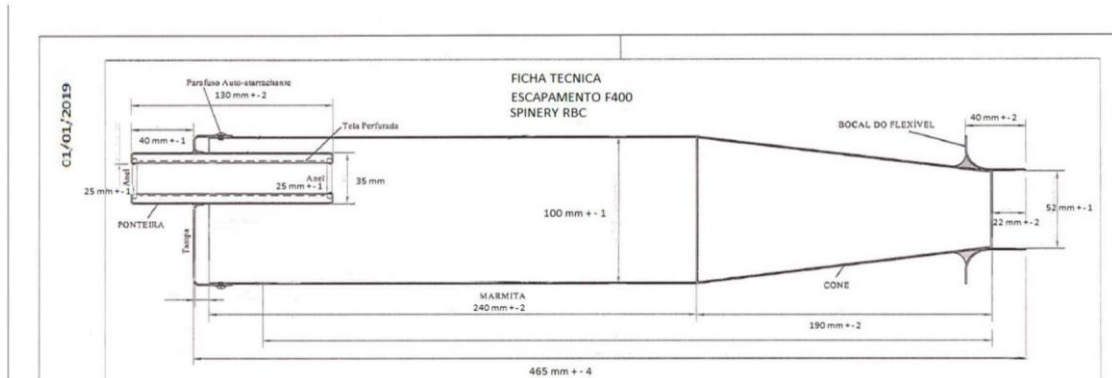 01/01/2019
FICHA TECNICA
ESCAPAMENTO F400
SPINERY RBC
Parafuso Auto-atarrachante
130 mm +- 2
40 mm +- 1
Tela Perfurada
BOCAL DO FLEXÍVEL
40 mm +- 2
Anel
25 mm +- 1
Anel
25 mm +- 1
35 mm
PONTEIRA
Tampa
100 mm +- 1
52 mm +- 1
22 mm +- 2
CONE
MARMITA
240 mm +- 2
190 mm +- 2
465 mm +- 4